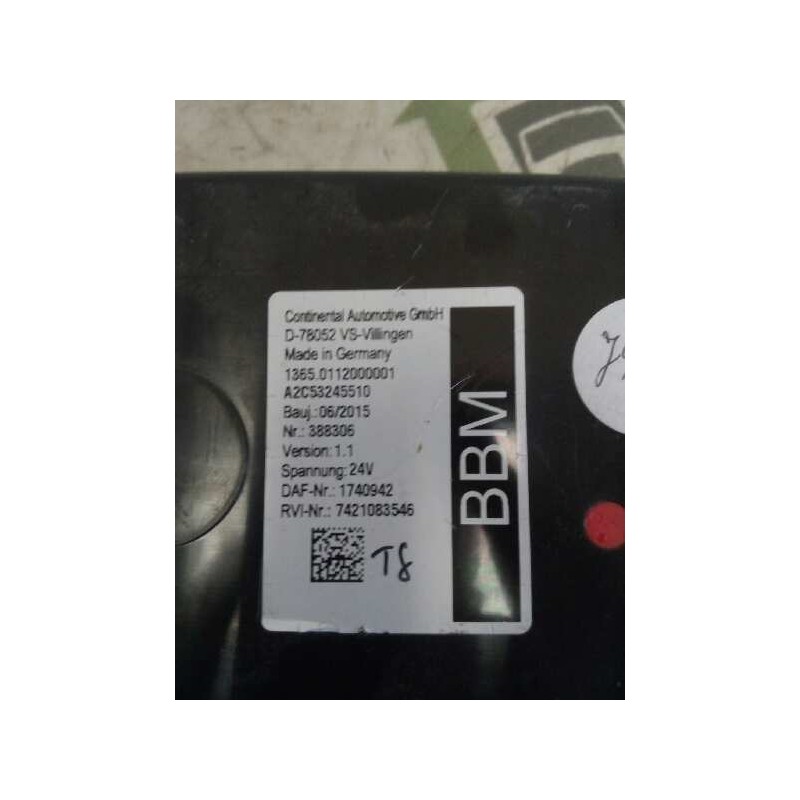 Continental Automotive GmbH
D-78052 VS-Villingen
Made in Germany
1365.0112000001
A2C53245510
Bauj.: 06/2015
Nr.: 388306
Version: 1.1
Spannung: 24V
DAF-Nr.: 1740942
RVI-Nr.: 7421083546
T8
BBM